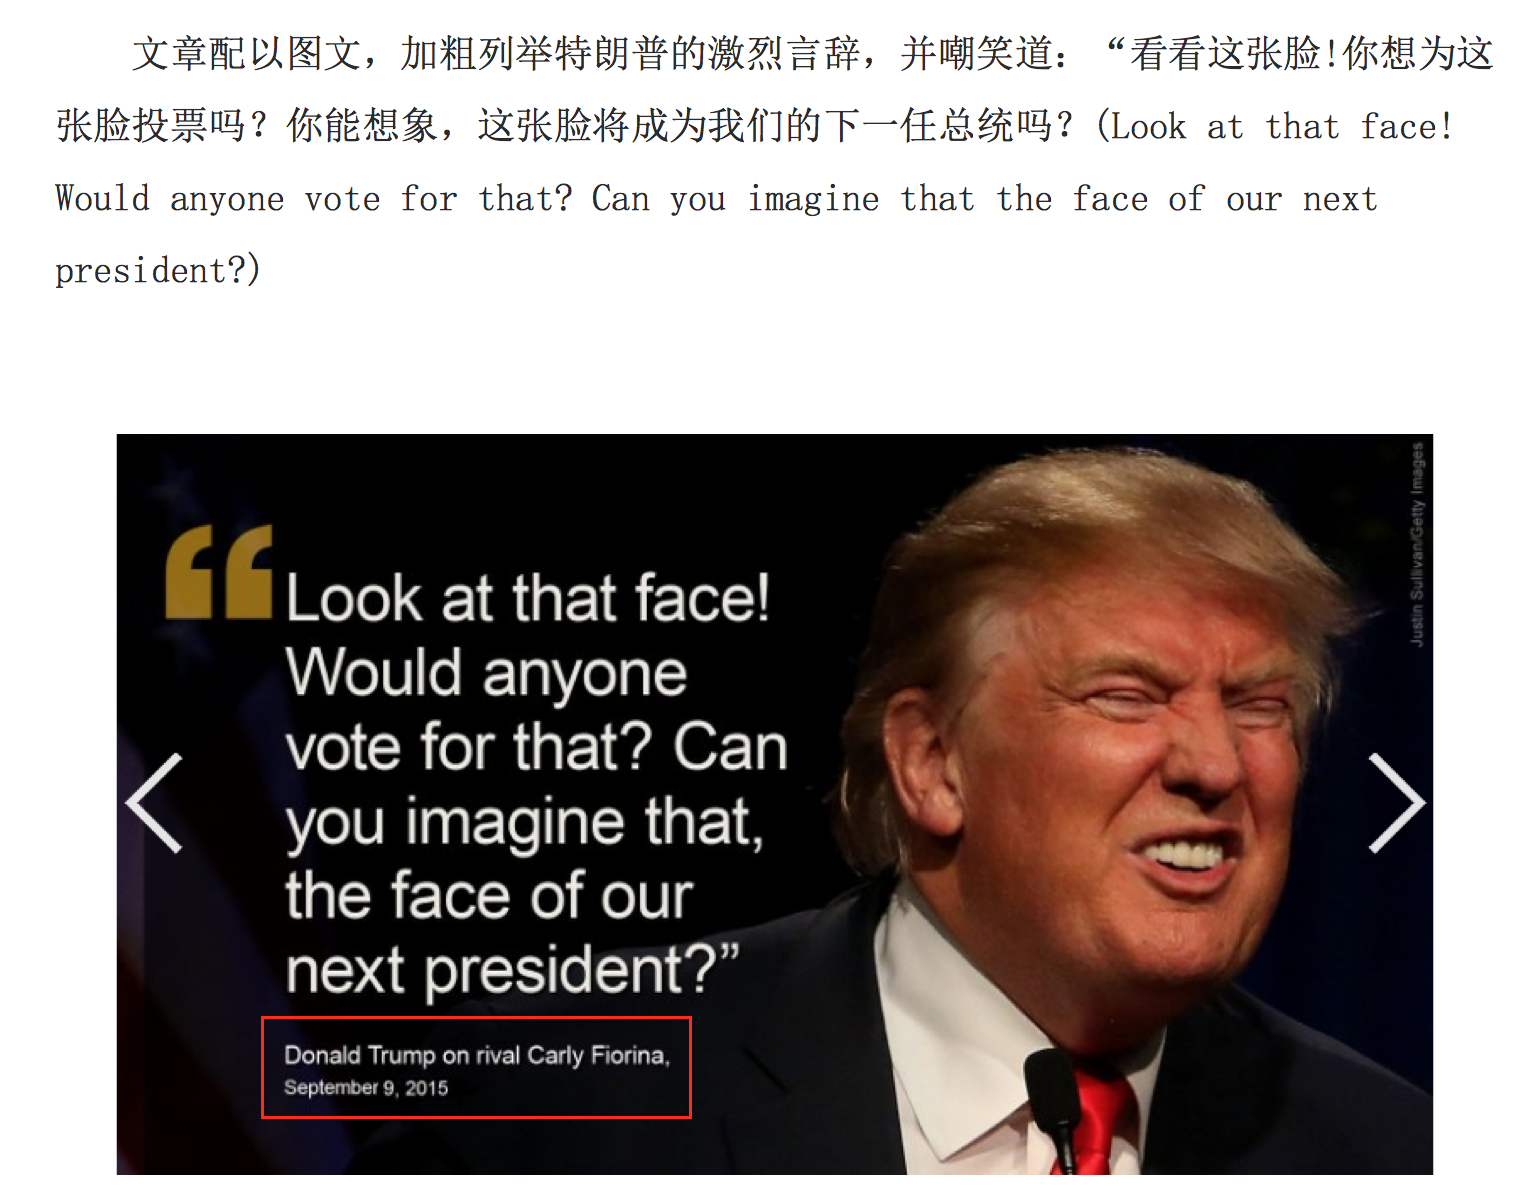 文章配以图文，加粗列举特朗普的激烈言辞，并嘲笑道：“看看这张脸!你想为这
张脸投票吗？你能想象，这张脸将成为我们的下一任总统吗？(Look at that face!
Would anyone vote for that? Can you imagine that the face of our next
president?)
“Look at that face!
Would anyone
vote for that? Can
you imagine that,
the face of our
next president?”
Donald Trump on rival Carly Fiorina,
September 9, 2015
Justin Sullivan/Getty Images